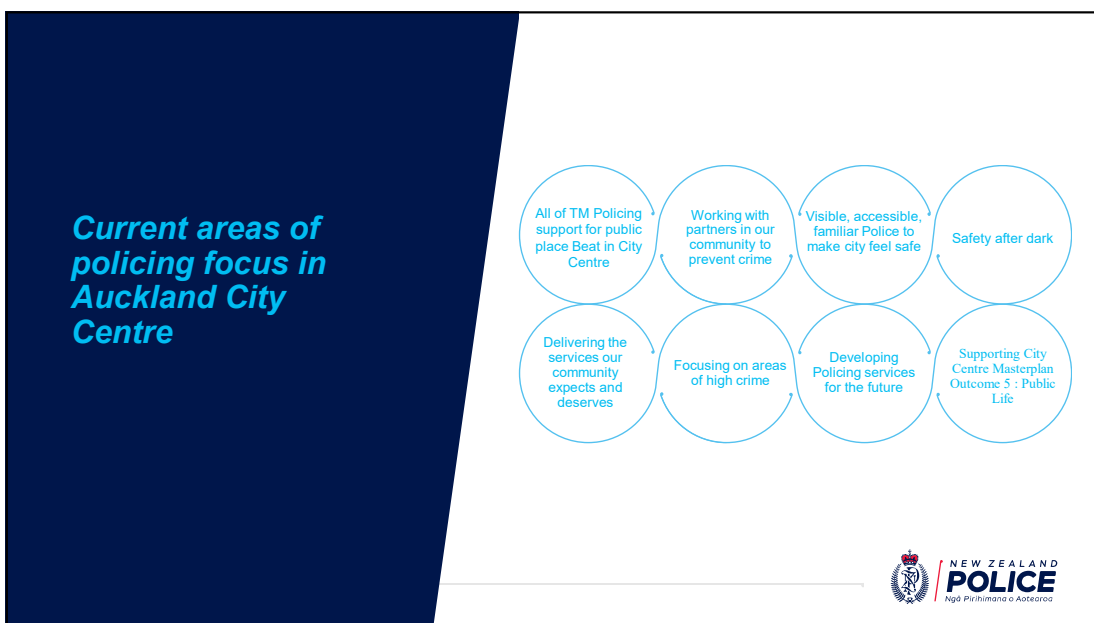 Current areas of
policing focus in
Auckland City
Centre
All of TM Policing
support for public
place Beat in City
Centre
Working with
partners in our
community to
prevent crime
Visible, accessible,
familiar Police to
make city feel safe
Safety after dark
Delivering the
services our
community
expects and
deserves
Focusing on areas
of high crime
Developing
Policing services
for the future
Supporting City
Centre Masterplan
Outcome 5 : Public
Life
NEW ZEALAND
POLICE
Ngā Pirihimana o Aotearoa